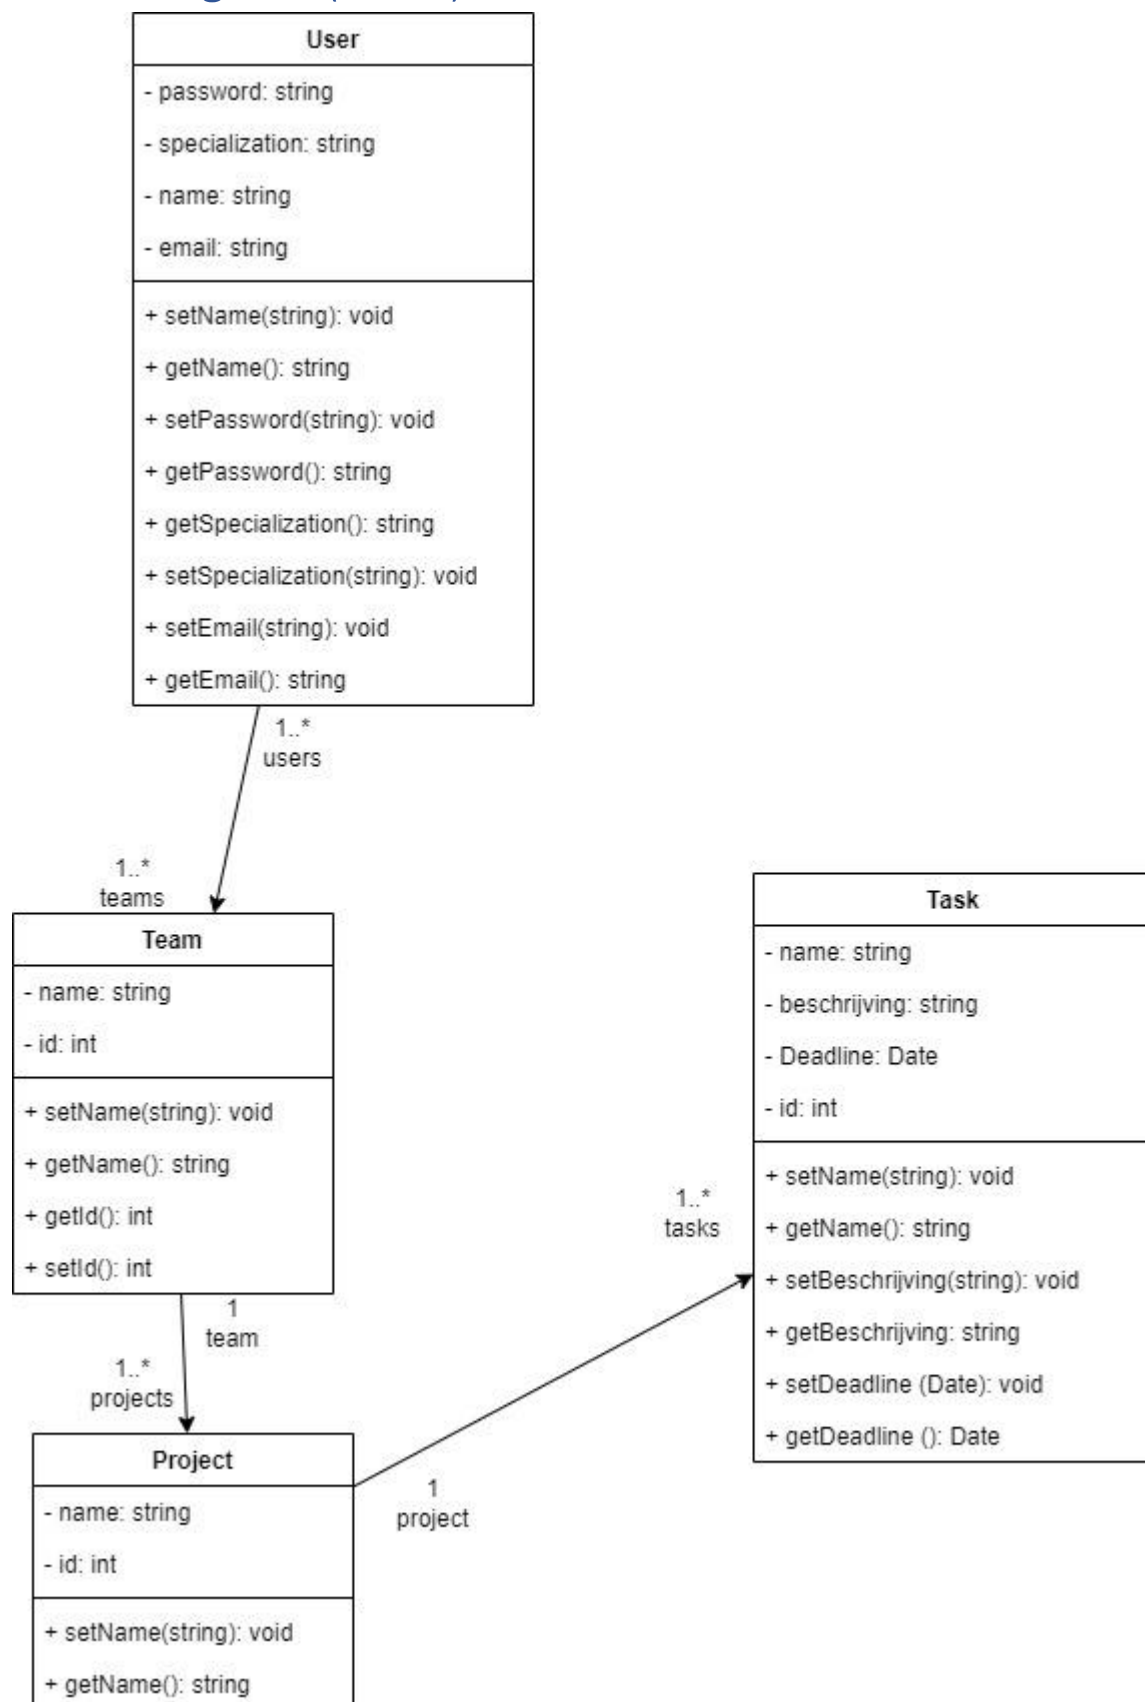 User
- password: string
- specialization: string
- name: string
- email: string
+ setName(string): void
+ getName(): string
+ setPassword(string): void
+ getPassword(): string
+ getSpecialization(): string
+ setSpecialization(string): void
+ setEmail(string): void
+ getEmail(): string
1..*
users
1..*
teams
Team
- name: string
- id: int
+ setName(string): void
+ getName(): string
+ getId(): int
+ setId(): int
1
team
1..*
projects
Project
- name: string
- id: int
+ setName(string): void
+ getName(): string
1
project
1..*
tasks
Task
- name: string
- beschrijving: string
- Deadline: Date
- id: int
+ setName(string): void
+ getName(): string
+ setBeschrijving(string): void
+ getBeschrijving: string
+ setDeadline (Date): void
+ getDeadline (): Date